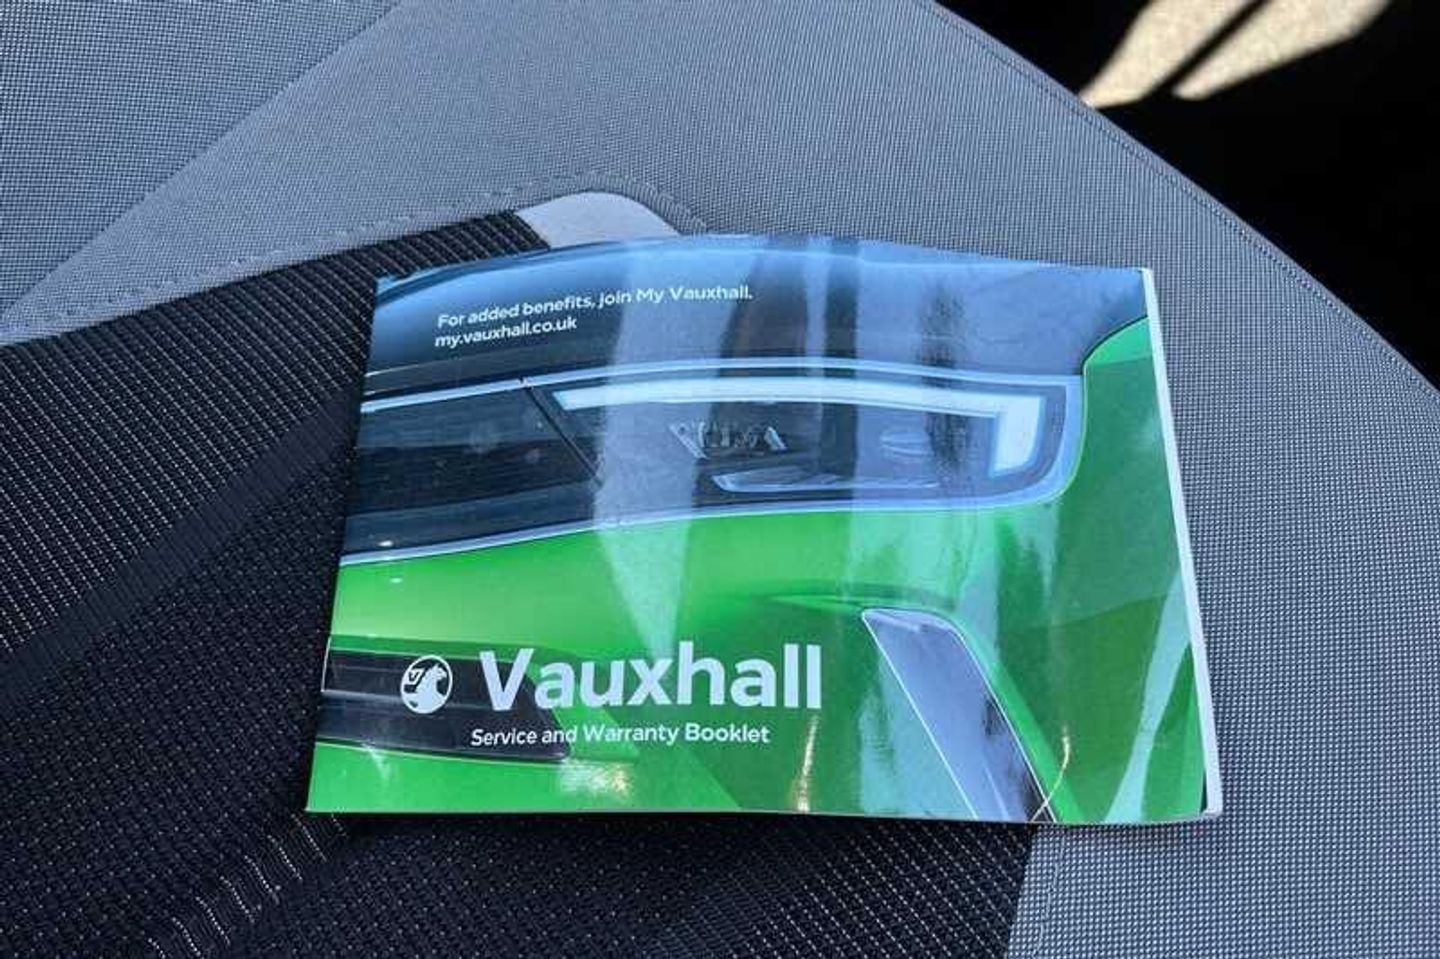 For added benefits, join My Vauxhall.
my.vauxhall.co.uk
Vauxhall
Service and Warranty Booklet